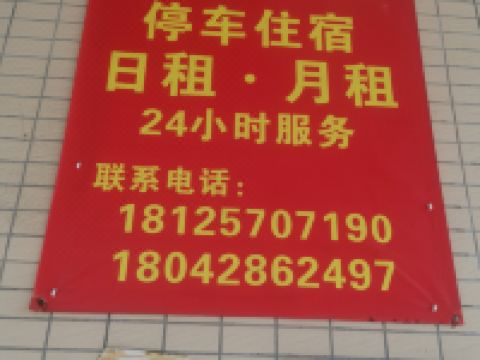 停车住宿
日租·月租
24小时服务
联系电话:
18125707190
18042862497